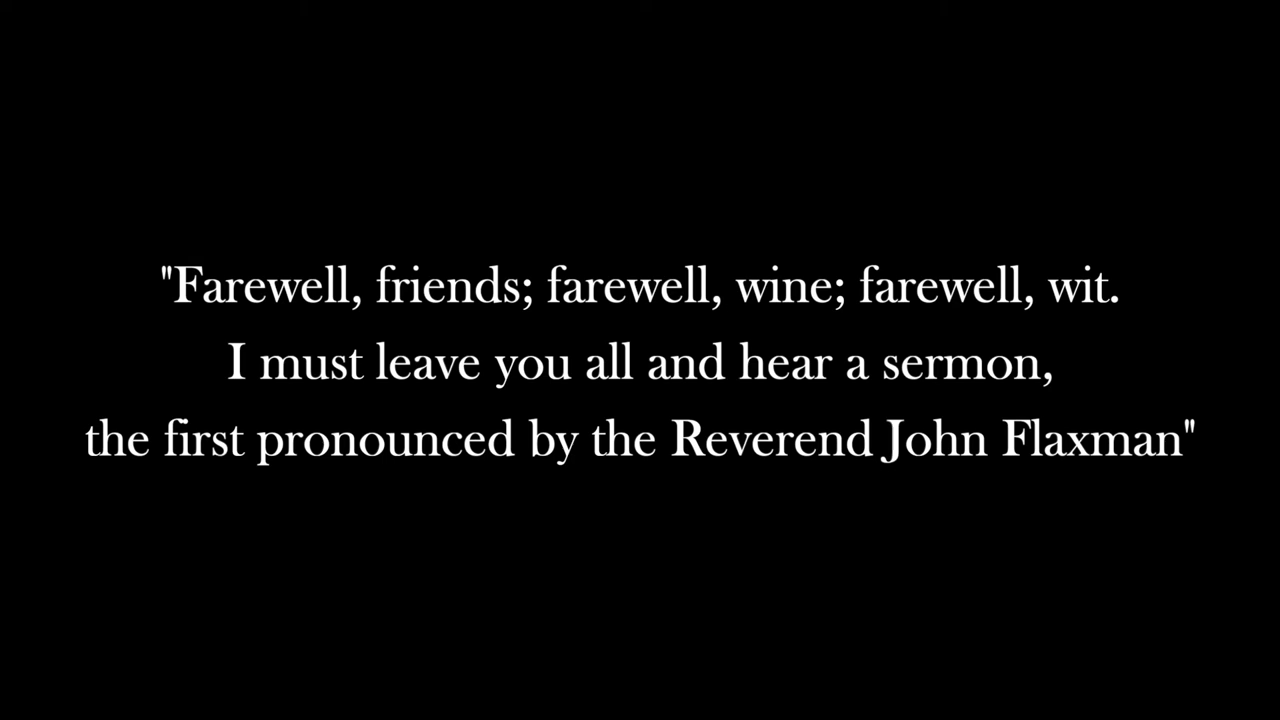 "Farewell, friends; farewell, wine; farewell, wit.
I must leave you all and hear a sermon,
the first pronounced by the Reverend John Flaxman"